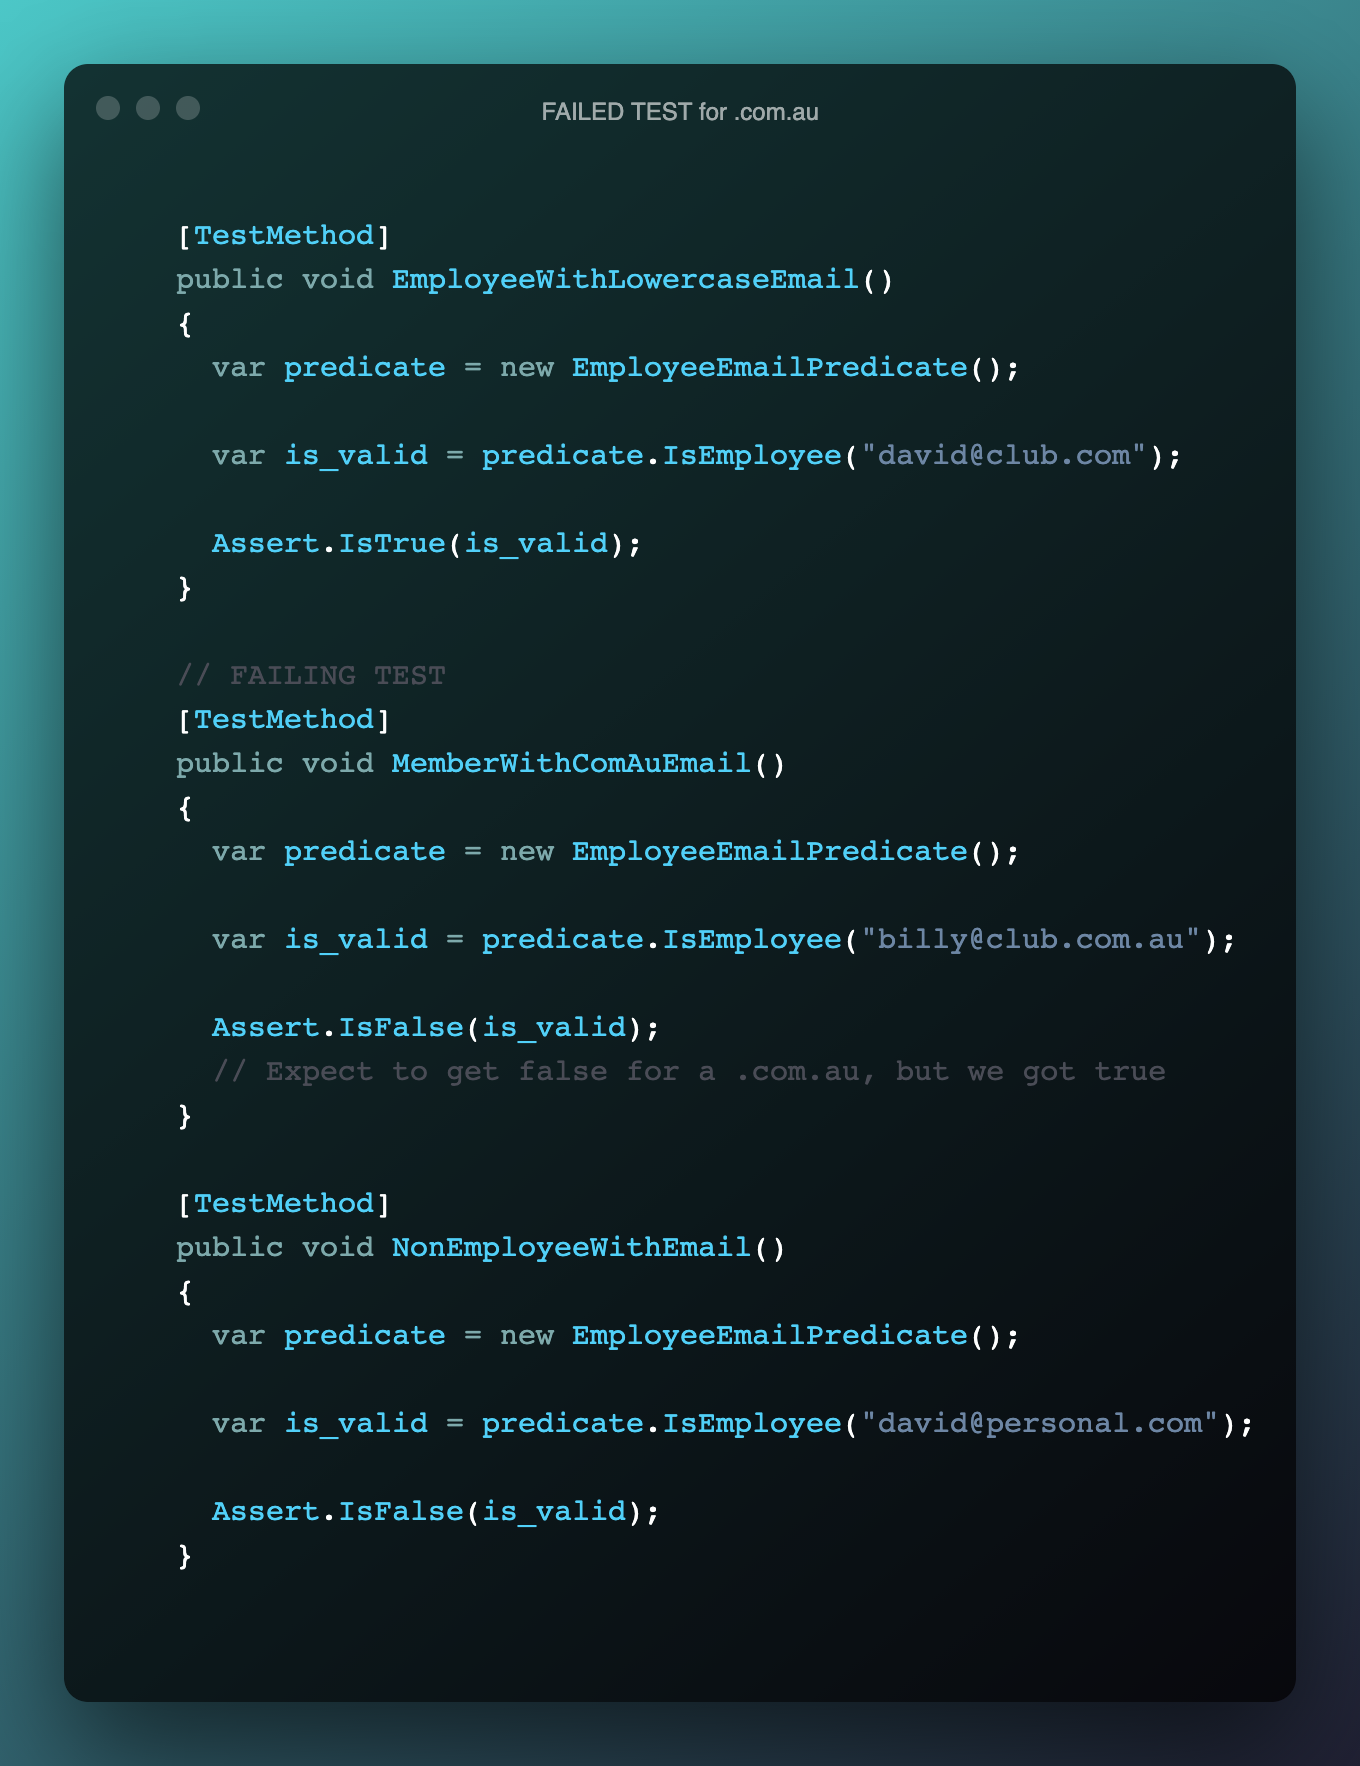 FAILED TEST for .com.au
[TestMethod]
public void EmployeeWithLowercaseEmail()
{
var predicate = new EmployeeEmailPredicate();
var is_valid = predicate.IsEmployee("david@club.com");
Assert.IsTrue(is_valid);
}
// FAILING TEST
[TestMethod]
public void MemberWithComAuEmail()
{
var predicate = new EmployeeEmailPredicate();
var is_valid = predicate.IsEmployee("billy@club.com.au");
Assert.IsFalse(is_valid);
// Expect to get false for a .com.au, but we got true
}
[TestMethod]
public void NonEmployeeWithEmail()
{
var predicate = new EmployeeEmailPredicate();
var is_valid = predicate.IsEmployee("david@personal.com");
Assert.IsFalse(is_valid);
}